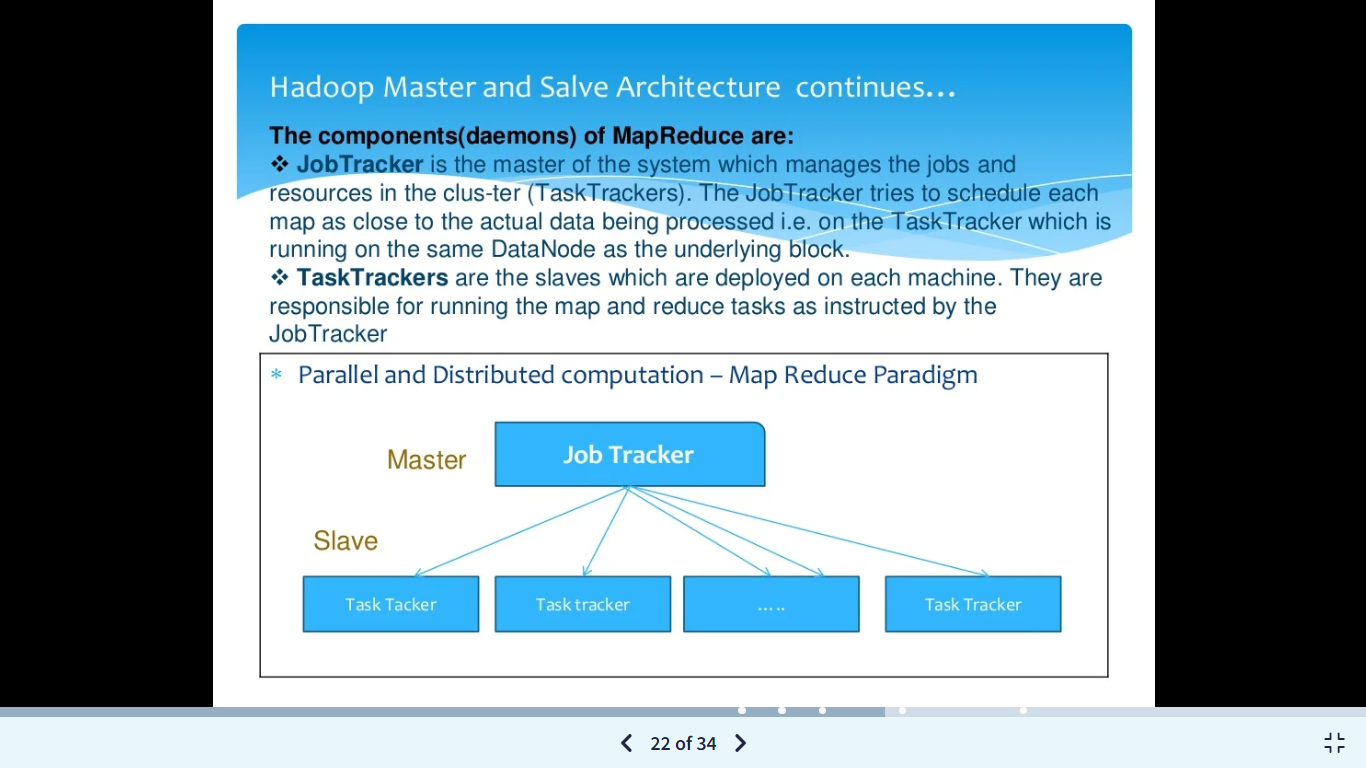 Hadoop Master and Salve Architecture continues…
The components(daemons) of MapReduce are:
❖ JobTracker is the master of the system which manages the jobs and
resources in the clus-ter (TaskTrackers). The JobTracker tries to schedule each
map as close to the actual data being processed i.e. on the TaskTracker which is
running on the same DataNode as the underlying block.
❖ TaskTrackers are the slaves which are deployed on each machine. They are
responsible for running the map and reduce tasks as instructed by the
JobTracker
* Parallel and Distributed computation – Map Reduce Paradigm
Master
Job Tracker
Slave
Task Tacker
Task tracker
.....
Task Tracker
22 of 34